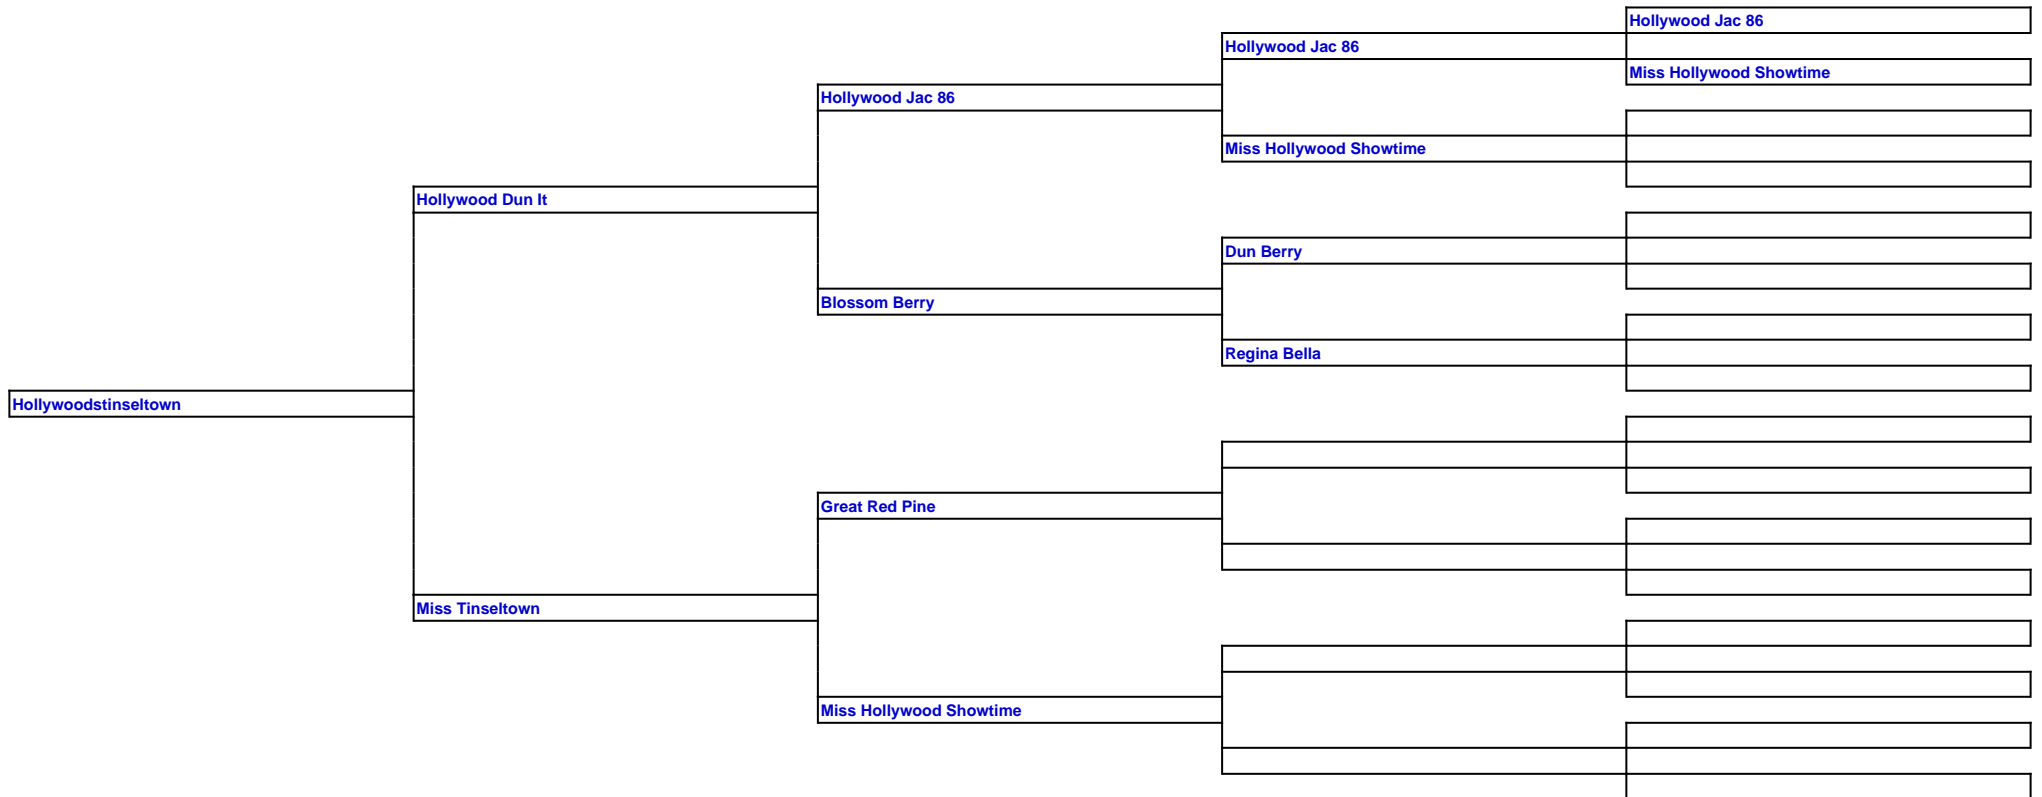 Hollywood Jac 86
Hollywood Jac 86
Miss Hollywood Showtime
Hollywood Jac 86
Miss Hollywood Showtime
Hollywood Dun It
Dun Berry
Blossom Berry
Regina Bella
Hollywoodstinseltown
Great Red Pine
Miss Tinseltown
Miss Hollywood Showtime